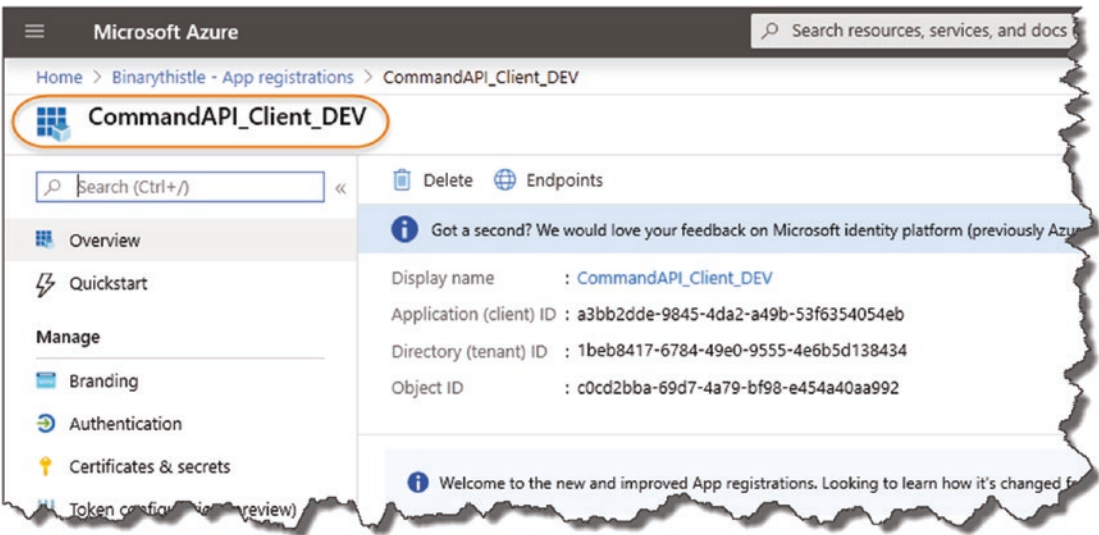 Microsoft Azure
Search resources, services, and docs
Home > Binarythistle - App registrations > CommandAPI_Client_DEV
CommandAPI_Client_DEV
Search (Ctrl+/)
«
Overview
Quickstart
Manage
Branding
Authentication
Certificates & secrets
Token preview)
Delete Endpoints
Got a second? We would love your feedback on Microsoft identity platform (previously
Display name : CommandAPI_Client_DEV
Application (client) ID : a3bb2dde-9845-4da2-a49b-53f6354054eb
Directory (tenant) ID : 1beb8417-6784-49e0-9555-4e6b5d138434
Object ID : c0cd2bba-69d7-4a79-bf98-e454a40aa992
Welcome to the new and improved App registrations. Looking to learn how it's changed